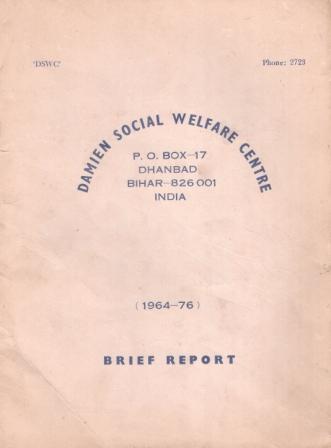 'DSWC'
Phone: 2723
DAMIEN SOCIAL WELFARE CENTRE
P. O. BOX-17
DHANBAD
BIHAR-826 001
INDIA
( 1964-76 )
BRIEF REPORT